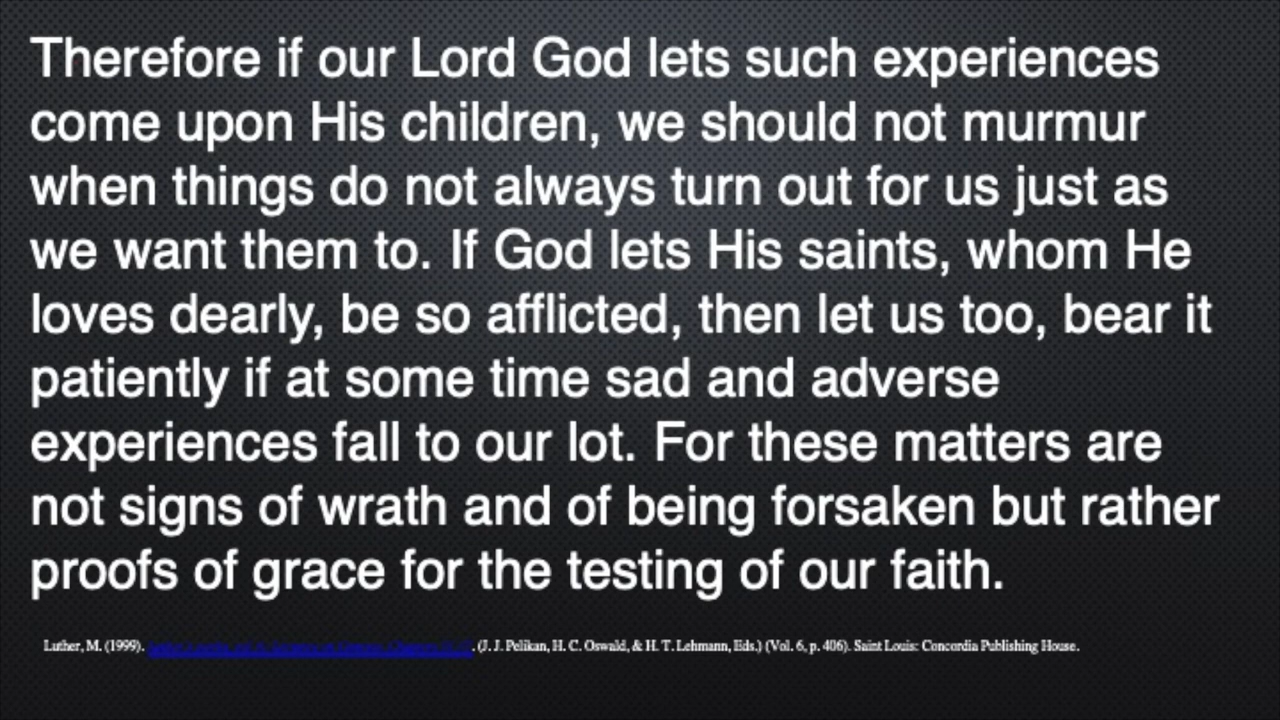 Therefore if our Lord God lets such experiences
come upon His children, we should not murmur
when things do not always turn out for us just as
we want them to. If God lets His saints, whom He
loves dearly, be so afflicted, then let us too, bear it
patiently if at some time sad and adverse
experiences fall to our lot. For these matters are
not signs of wrath and of being forsaken but rather
proofs of grace for the testing of our faith.
Luther, M. (1999). . (J. J. Pelikan, H. C. Oswald, & H. T. Lehmann, Eds.) (Vol. 6, p. 406). Saint Louis: Concordia Publishing House.